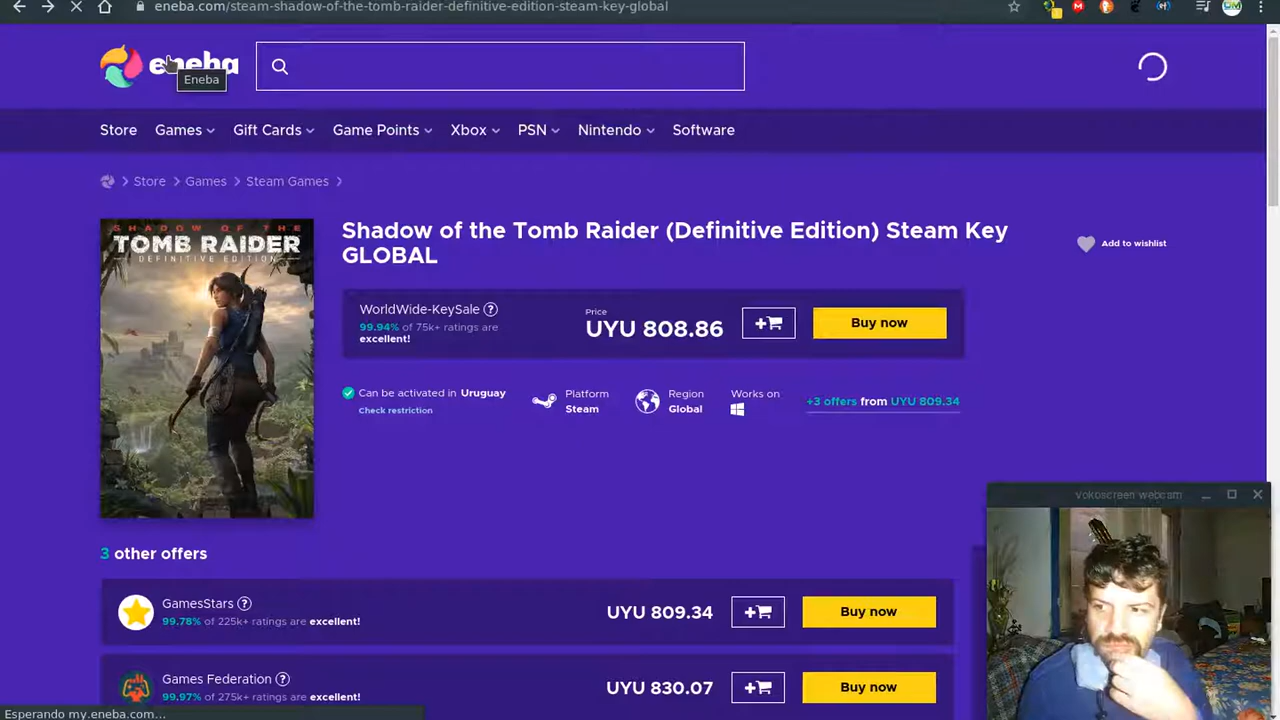 eneba.com/steam-shadow-of-the-tomb-raider-definitive-edition-steam-key-global
eneba
Eneba
Store Games Gift Cards Game Points Xbox PSN Nintendo Software
Store Games Steam Games
SHADOW OF THE
TOMB RAIDER
DEFINITIVE EDITION
Shadow of the Tomb Raider (Definitive Edition) Steam Key
GLOBAL
Add to wishlist
WorldWide-KeySale ?
99.94% of 75k+ ratings are
excellent!
Price
UYU 808.86
+
Buy now
Can be activated in Uruguay
Check restriction
Platform
Steam
Region
Global
Works on
+3 offers from UYU 809.34
Vokoscreen webcam
3 other offers
GamesStars ?
99.78% of 225k+ ratings are excellent!
UYU 809.34
+
Buy now
Games Federation ?
99.97% of 275k+ ratings are excellent!
UYU 830.07
+
Buy now
Esperando my.eneba.com...